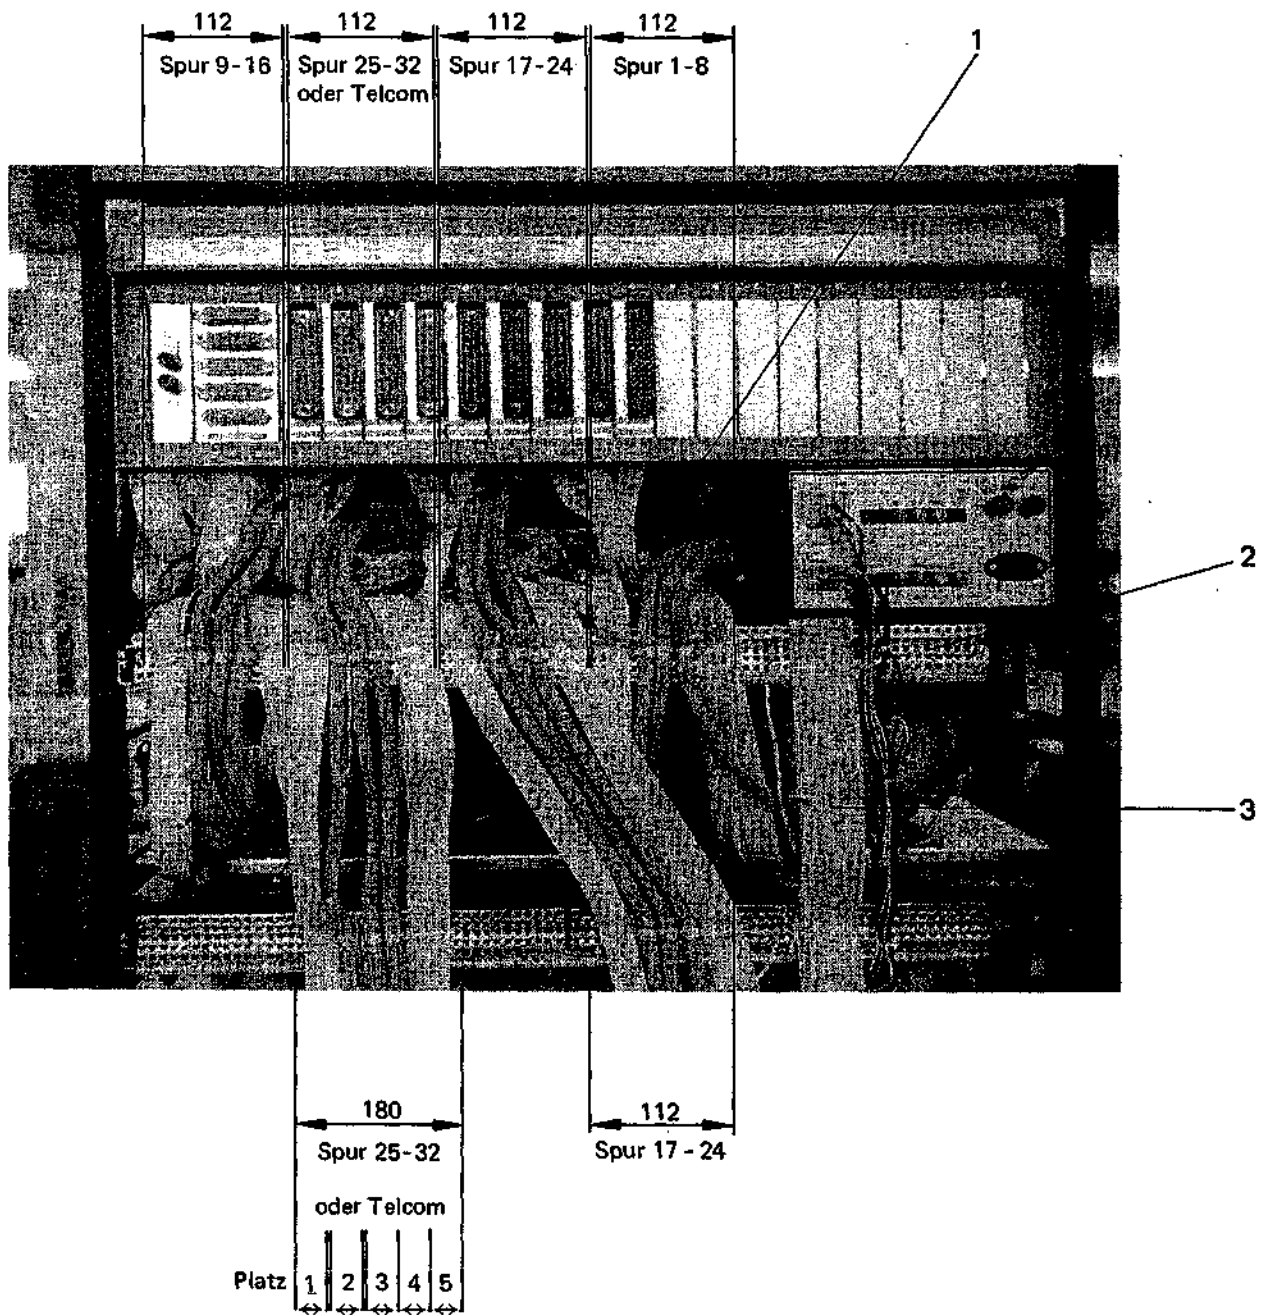 112 112 112 112
Spur 9-16 Spur 25-32 Spur 17-24 Spur 1-8
oder Telcom
1
2
3
180 112
Spur 25-32 Spur 17-24
oder Telcom
Platz 1 2 3 4 5